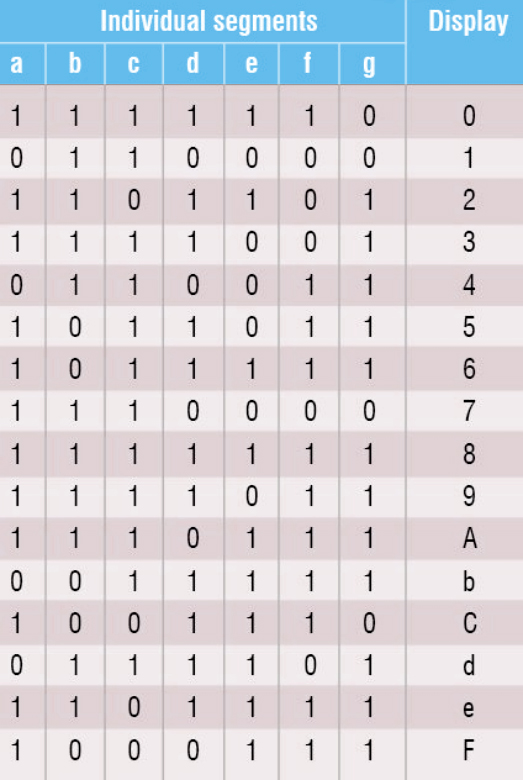 Individual segments Display
a b c d e f g
1 1 1 1 1 1 0 0
0 1 1 0 0 0 0 1
1 1 0 1 1 0 1 2
1 1 1 1 0 0 1 3
0 1 1 0 0 1 1 4
1 0 1 1 0 1 1 5
1 0 1 1 1 1 1 6
1 1 1 0 0 0 0 7
1 1 1 1 1 1 1 8
1 1 1 1 0 1 1 9
1 1 1 0 1 1 1 A
0 0 1 1 1 1 1 b
1 0 0 1 1 1 0 C
0 1 1 1 1 0 1 d
1 1 0 1 1 1 1 e
1 0 0 0 1 1 1 F